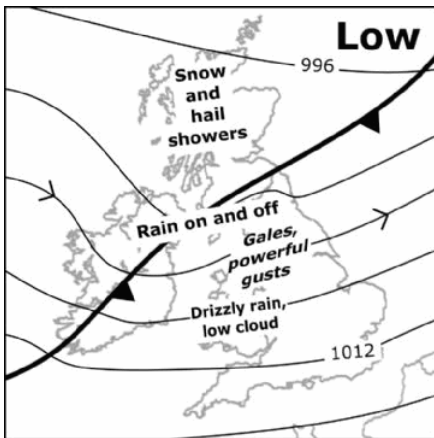 Low
996
Snow
and
hail
showers
Rain on and off
Gales,
powerful
gusts
Drizzly rain,
low cloud
1012